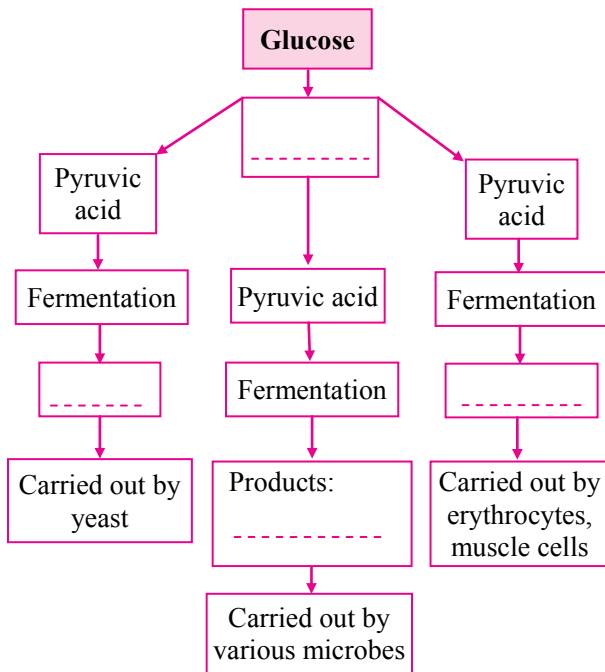 Glucose
Pyruvic
acid
Pyruvic
acid
Fermentation
Pyruvic acid
Fermentation
Fermentation
Carried out by
yeast
Products:
Carried out by
erythrocytes,
muscle cells
Carried out by
various microbes